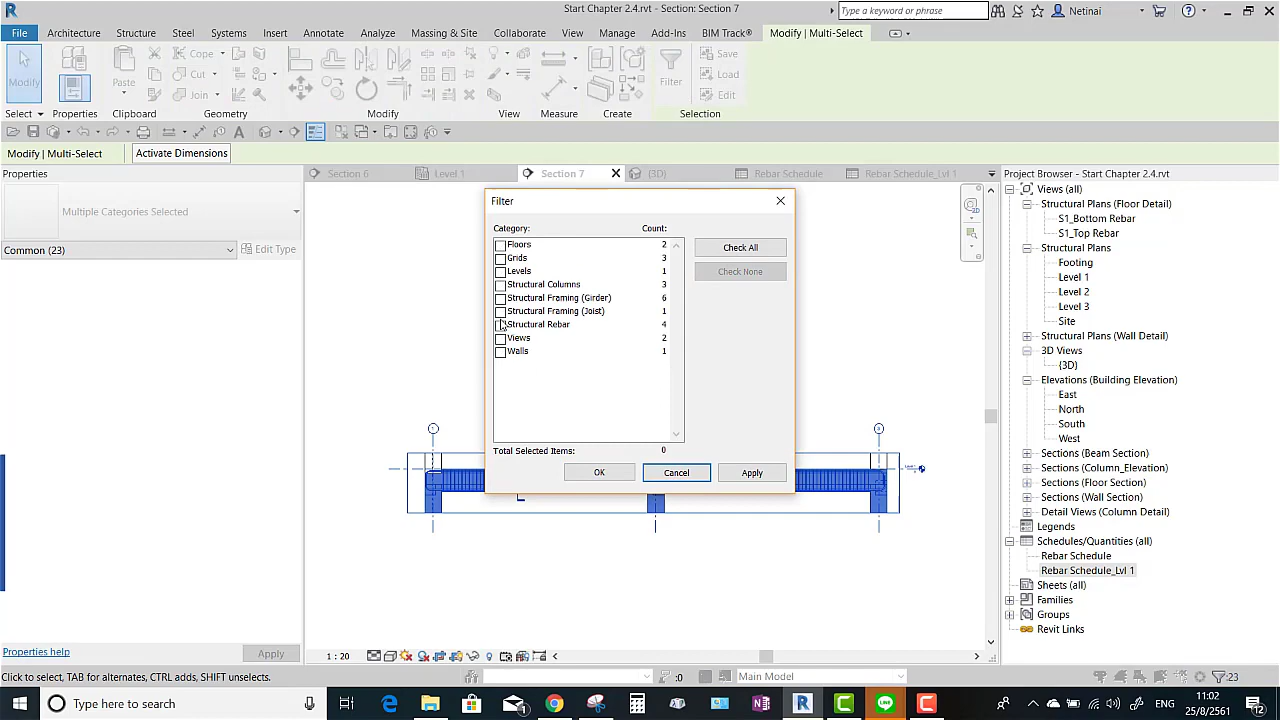 Start Chapter 2.4.rvt - Section: Section 7
Type a keyword or phrase
Netinai
File Architecture Structure Steel Systems Insert Annotate Analyze Massing & Site Collaborate View Manage Add-Ins BIM Track® Modify | Multi-Select
Modify
Paste
Cope
Cut
Join
Filter
Save
Load
Edit
Select Properties Clipboard Geometry Modify View Measure Create Selection
Modify | Multi-Select Activate Dimensions
Properties
Multiple Categories Selected
Common (23) Edit Type
Properties help Apply
Section 6 Level 1 Section 7 {3D} Rebar Schedule Rebar Schedule_Lvl 1
Filter
Category: Count:
Floors 2
Grids 3
Levels 1
Structural Columns 3
Structural Framing (Girder) 6
Structural Framing (Joist) 1
Structural Rebar 4
Views 2
Walls 1
Check All
Check None
Total Selected Items: 0
OK Cancel Apply
1 : 20
Project Browser - Start Chapter 2.4.rvt
Views (all)
Structural Plans (Floor Detail)
S1_Bottom Rebar
S1_Top Rebar
Structural Plans
Footing
Level 1
Level 2
Level 3
Site
Structural Plans (Wall Detail)
3D Views
{3D}
Elevations (Building Elevation)
East
North
South
West
Sections (Beam Section)
Sections (Column_Elevation)
Sections (Floor Section)
Sections (Wall Section)
Detail Views (Column Detail)
Legends
Schedules/Quantities (all)
Rebar Schedule
Rebar Schedule_Lvl 1
Sheets (all)
Families
Groups
Revit Links
Click to select, TAB for alternates, CTRL adds, SHIFT unselects.
:0 Main Model :23
Type here to search
11:02
25/8/2561